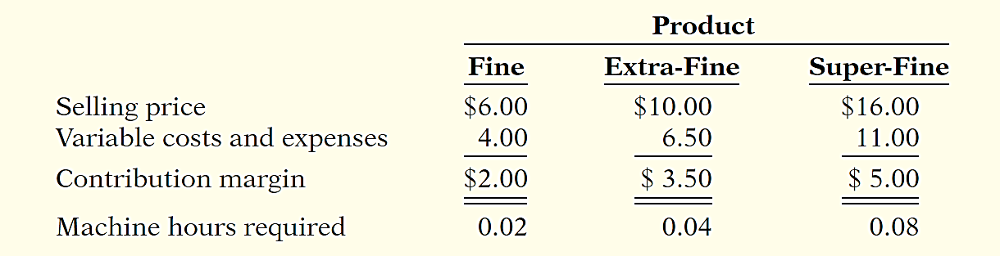 Product
Fine Extra-Fine Super-Fine
Selling price $6.00 $10.00 $16.00
Variable costs and expenses 4.00 6.50 11.00
Contribution margin $2.00 $ 3.50 $ 5.00
Machine hours required 0.02 0.04 0.08